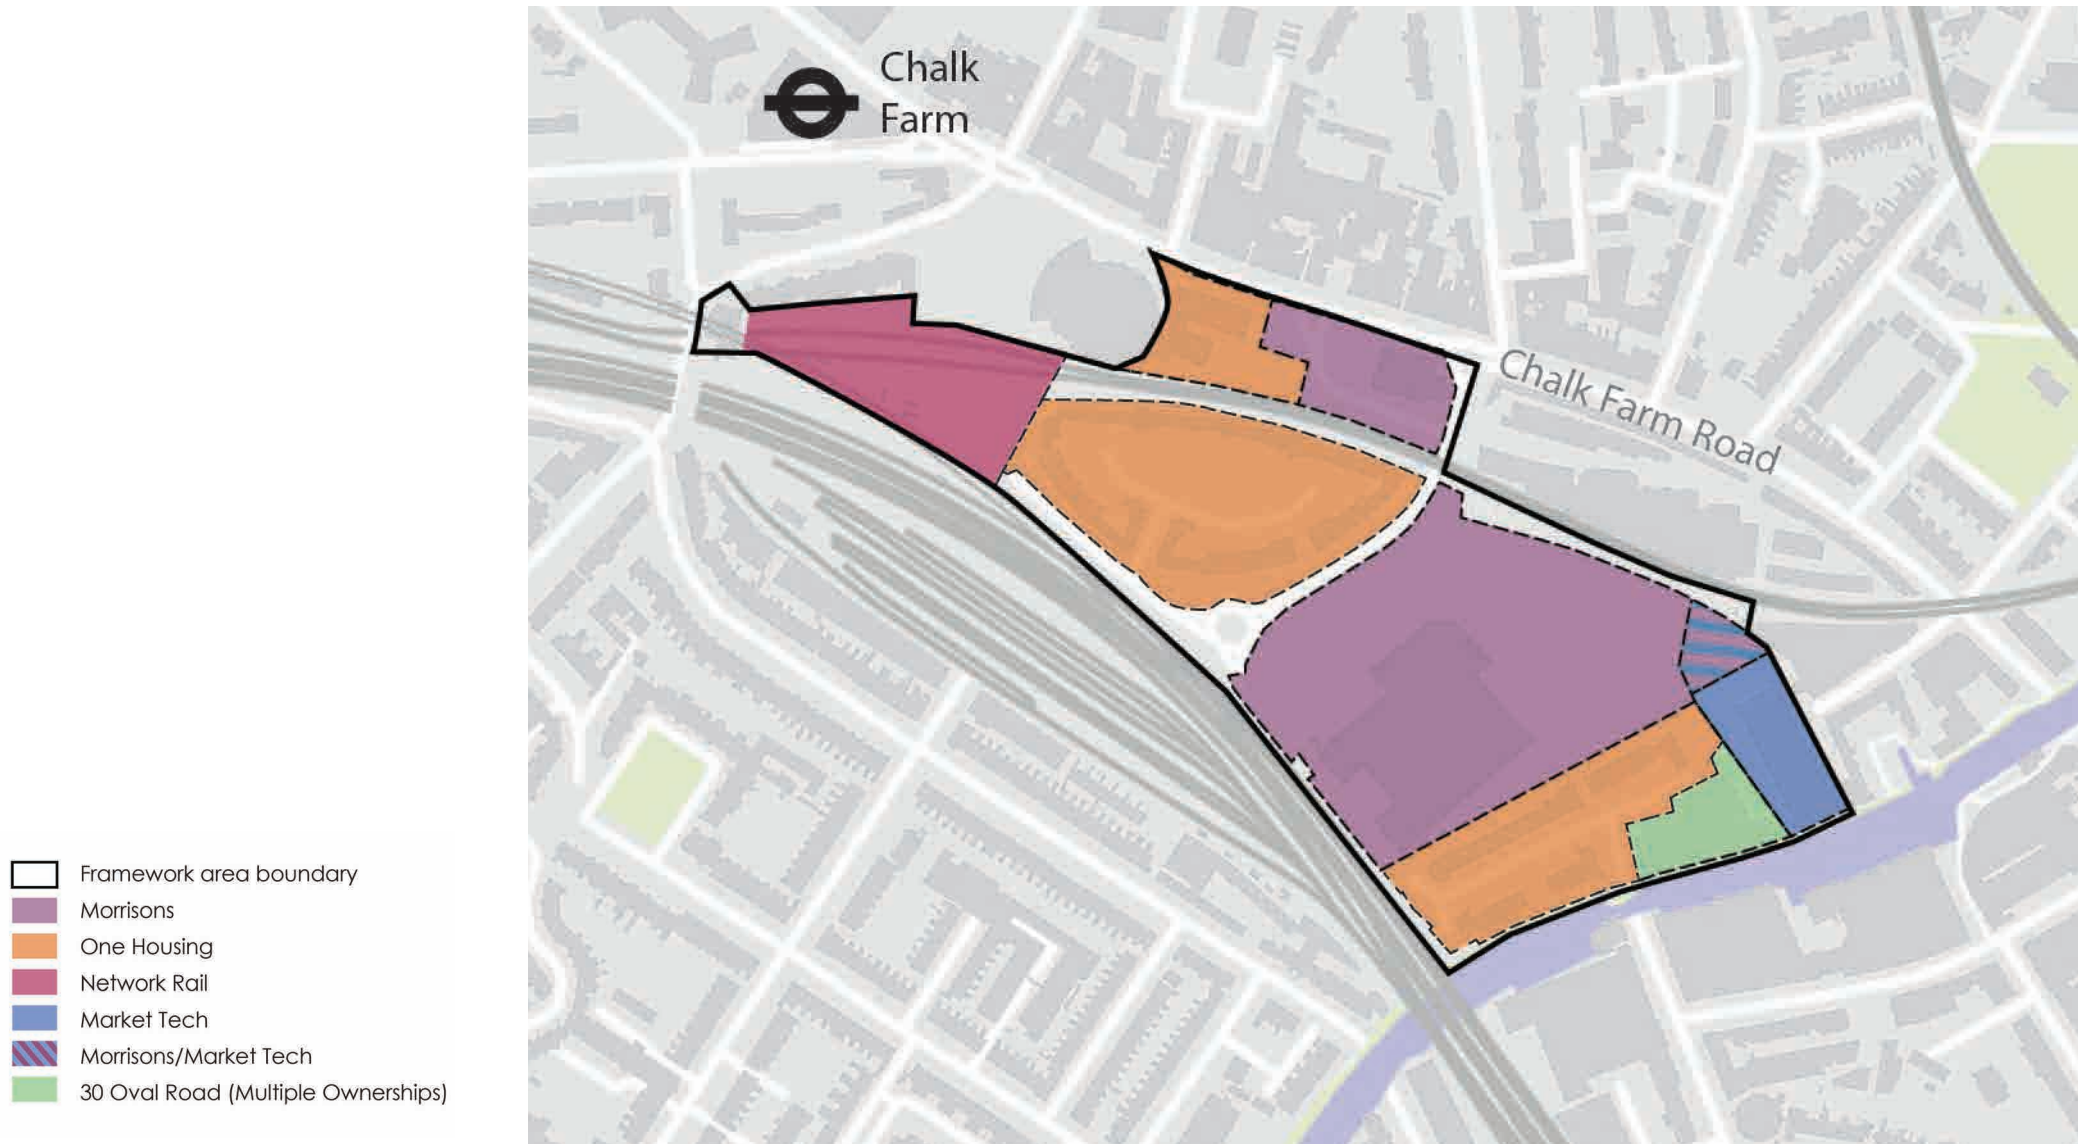 Chalk
Farm
Chalk Farm Road
Framework area boundary
Morrisons
One Housing
Network Rail
Market Tech
Morrisons/Market Tech
30 Oval Road (Multiple Ownerships)